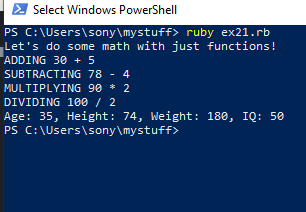 Select Windows PowerShell
PS C:\Users\sony\mystuff> ruby ex21.rb
Let's do some math with just functions!
ADDING 30 + 5
SUBTRACTING 78 - 4
MULTIPLYING 90 * 2
DIVIDING 100 / 2
Age: 35, Height: 74, Weight: 180, IQ: 50
PS C:\Users\sony\mystuff>